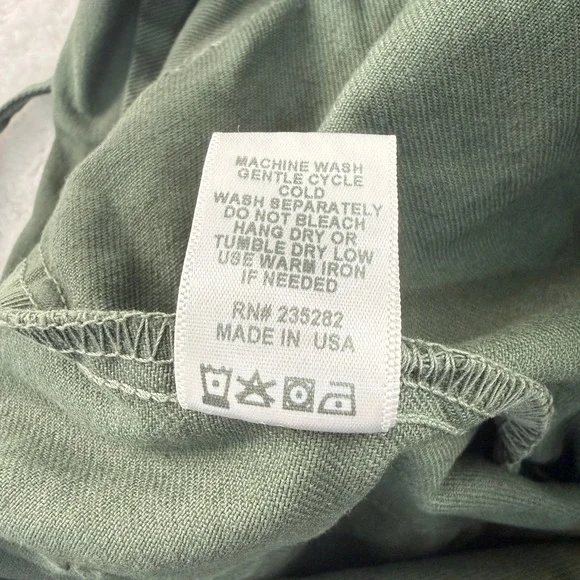 MACHINE WASH
GENTLE CYCLE
COLD
WASH SEPARATELY
DO NOT BLEACH
HANG DRY OR
TUMBLE DRY LOW
USE WARM IRON
IF NEEDED
RN# 235282
MADE IN USA